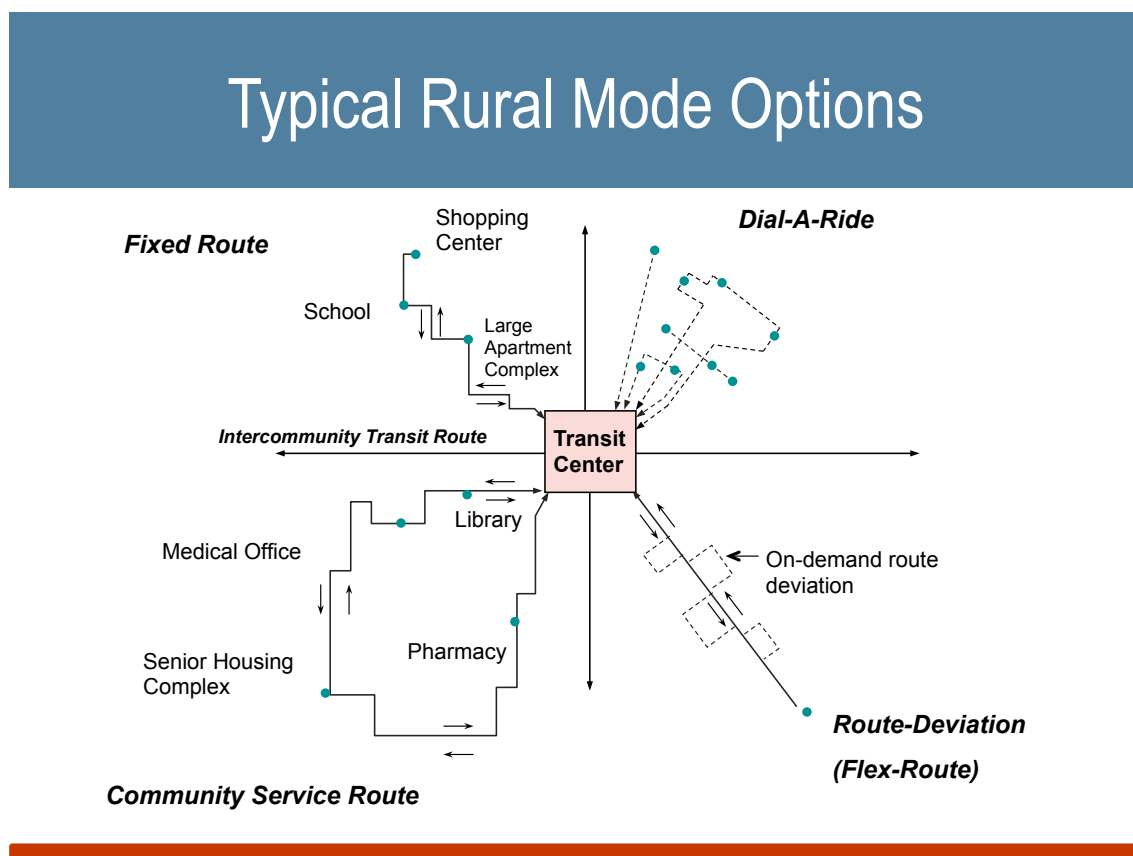 Typical Rural Mode Options
Fixed Route
Shopping
Center
School
Large
Apartment
Complex
Dial-A-Ride
Intercommunity Transit Route
Transit
Center
Library
Medical Office
Senior Housing
Complex
Pharmacy
Community Service Route
On-demand route
deviation
Route-Deviation
(Flex-Route)